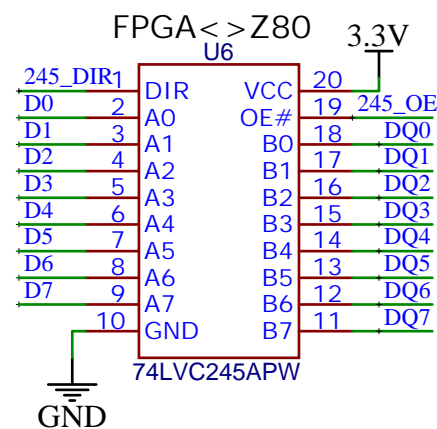 FPGA<>Z80
U6
3.3V
245_DIR 1 DIR VCC 20
D0 2 A0 OE# 19 245_OE
D1 3 A1 B0 18 DQ0
D2 4 A2 B1 17 DQ1
D3 5 A3 B2 16 DQ2
D4 6 A4 B3 15 DQ3
D5 7 A5 B4 14 DQ4
D6 8 A6 B5 13 DQ5
D7 9 A7 B6 12 DQ6
10 GND B7 11 DQ7
74LVC245APW
GND